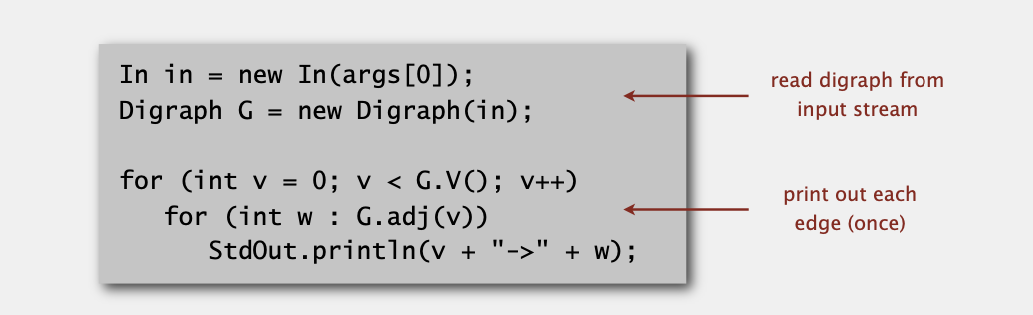 In in = new In(args[0]);
Digraph G = new Digraph(in);
read digraph from
input stream
for (int v = 0; v < G.V(); v++)
for (int w : G.adj(v))
StdOut.println(v + "->" + w);
print out each
edge (once)